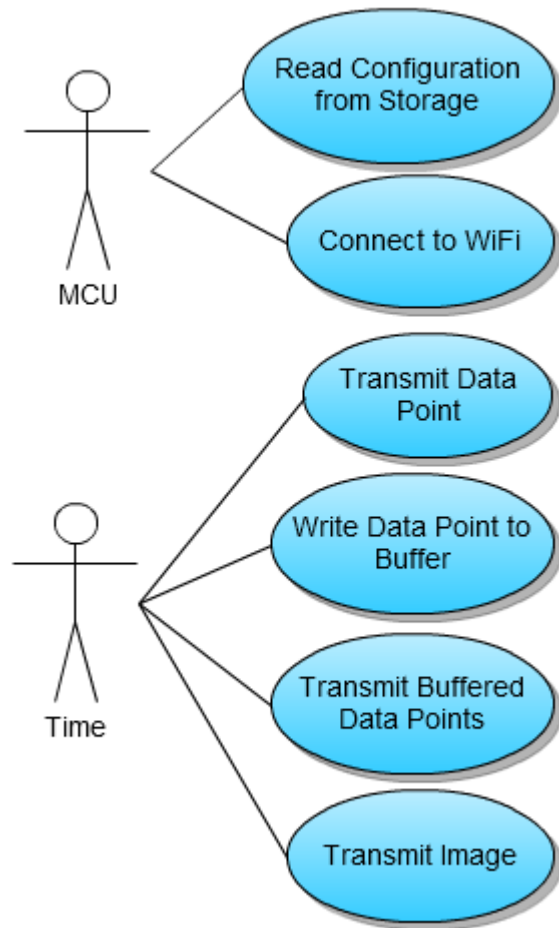 Read Configuration
from Storage
Connect to WiFi
MCU
Transmit Data
Point
Write Data Point to
Buffer
Transmit Buffered
Data Points
Time
Transmit Image